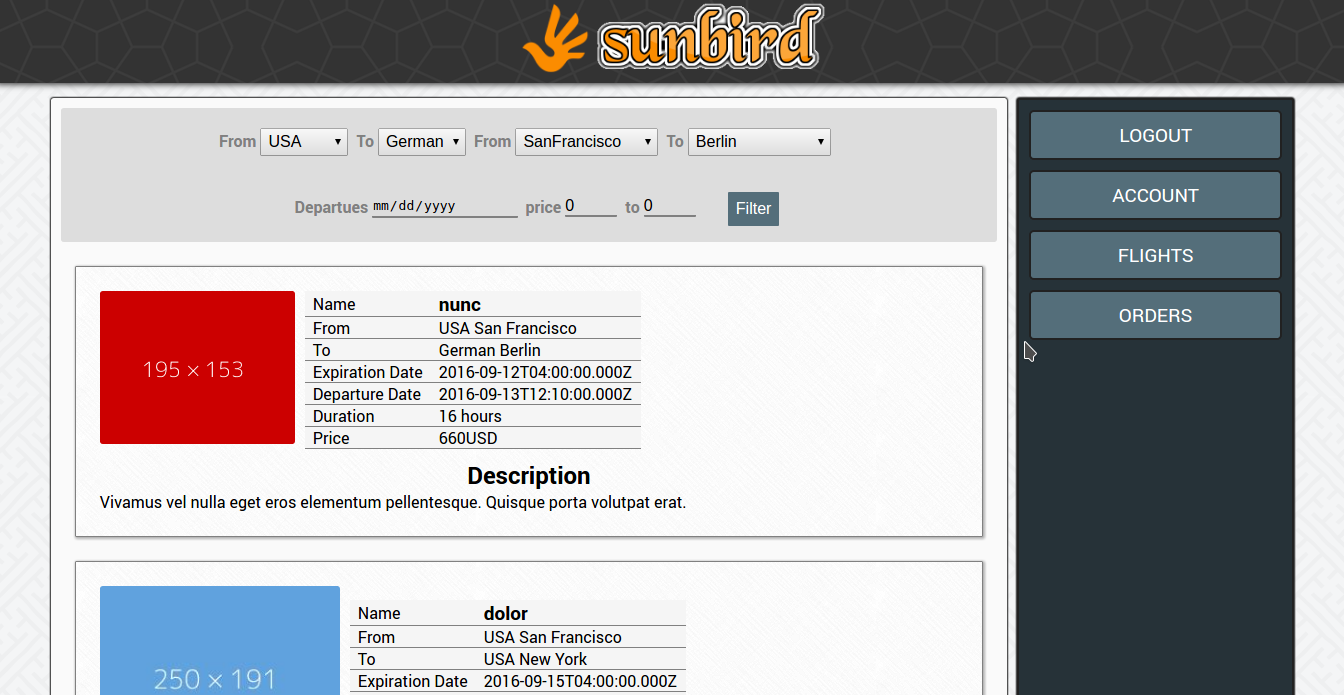 sunbird
From USA To German From SanFrancisco To Berlin
Departues mm/dd/yyyy price 0 to 0 Filter
LOGOUT
ACCOUNT
FLIGHTS
ORDERS
195 × 153
Name nunc
From USA San Francisco
To German Berlin
Expiration Date 2016-09-12T04:00:00.000Z
Departure Date 2016-09-13T12:10:00.000Z
Duration 16 hours
Price 660USD
Description
Vivamus vel nulla eget eros elementum pellentesque. Quisque porta volutpat erat.
250 × 191
Name dolor
From USA San Francisco
To USA New York
Expiration Date 2016-09-15T04:00:00.000Z